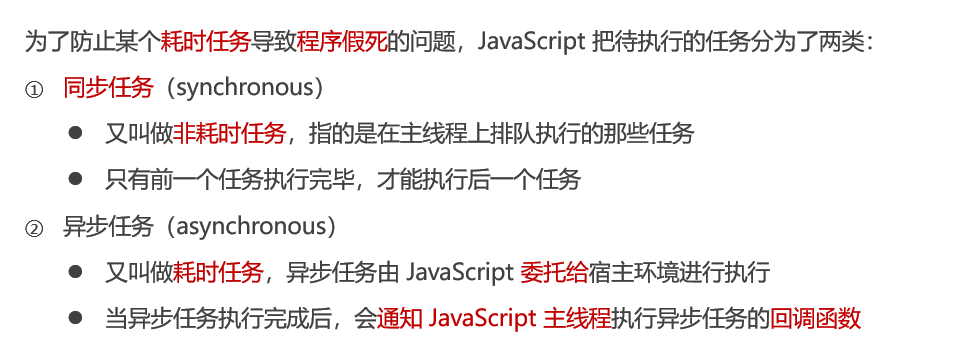 为了防止某个耗时任务导致程序假死的问题，JavaScript 把待执行的任务分为了两类：
① 同步任务（synchronous）
● 又叫做非耗时任务，指的是在主线程上排队执行的那些任务
● 只有前一个任务执行完毕，才能执行后一个任务
② 异步任务（asynchronous）
● 又叫做耗时任务，异步任务由 JavaScript 委托给宿主环境进行执行
● 当异步任务执行完成后，会通知 JavaScript 主线程执行异步任务的回调函数